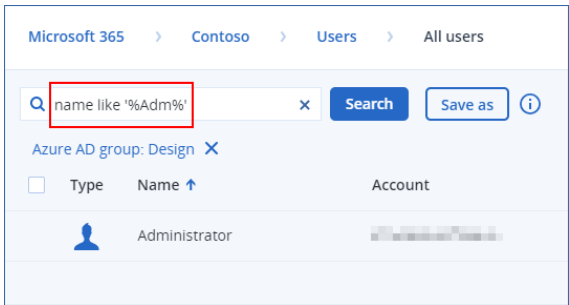 Microsoft 365 > Contoso > Users > All users
name like '%Adm%' × Search Save as i
Azure AD group: Design ×
Type Name ↑ Account
Administrator